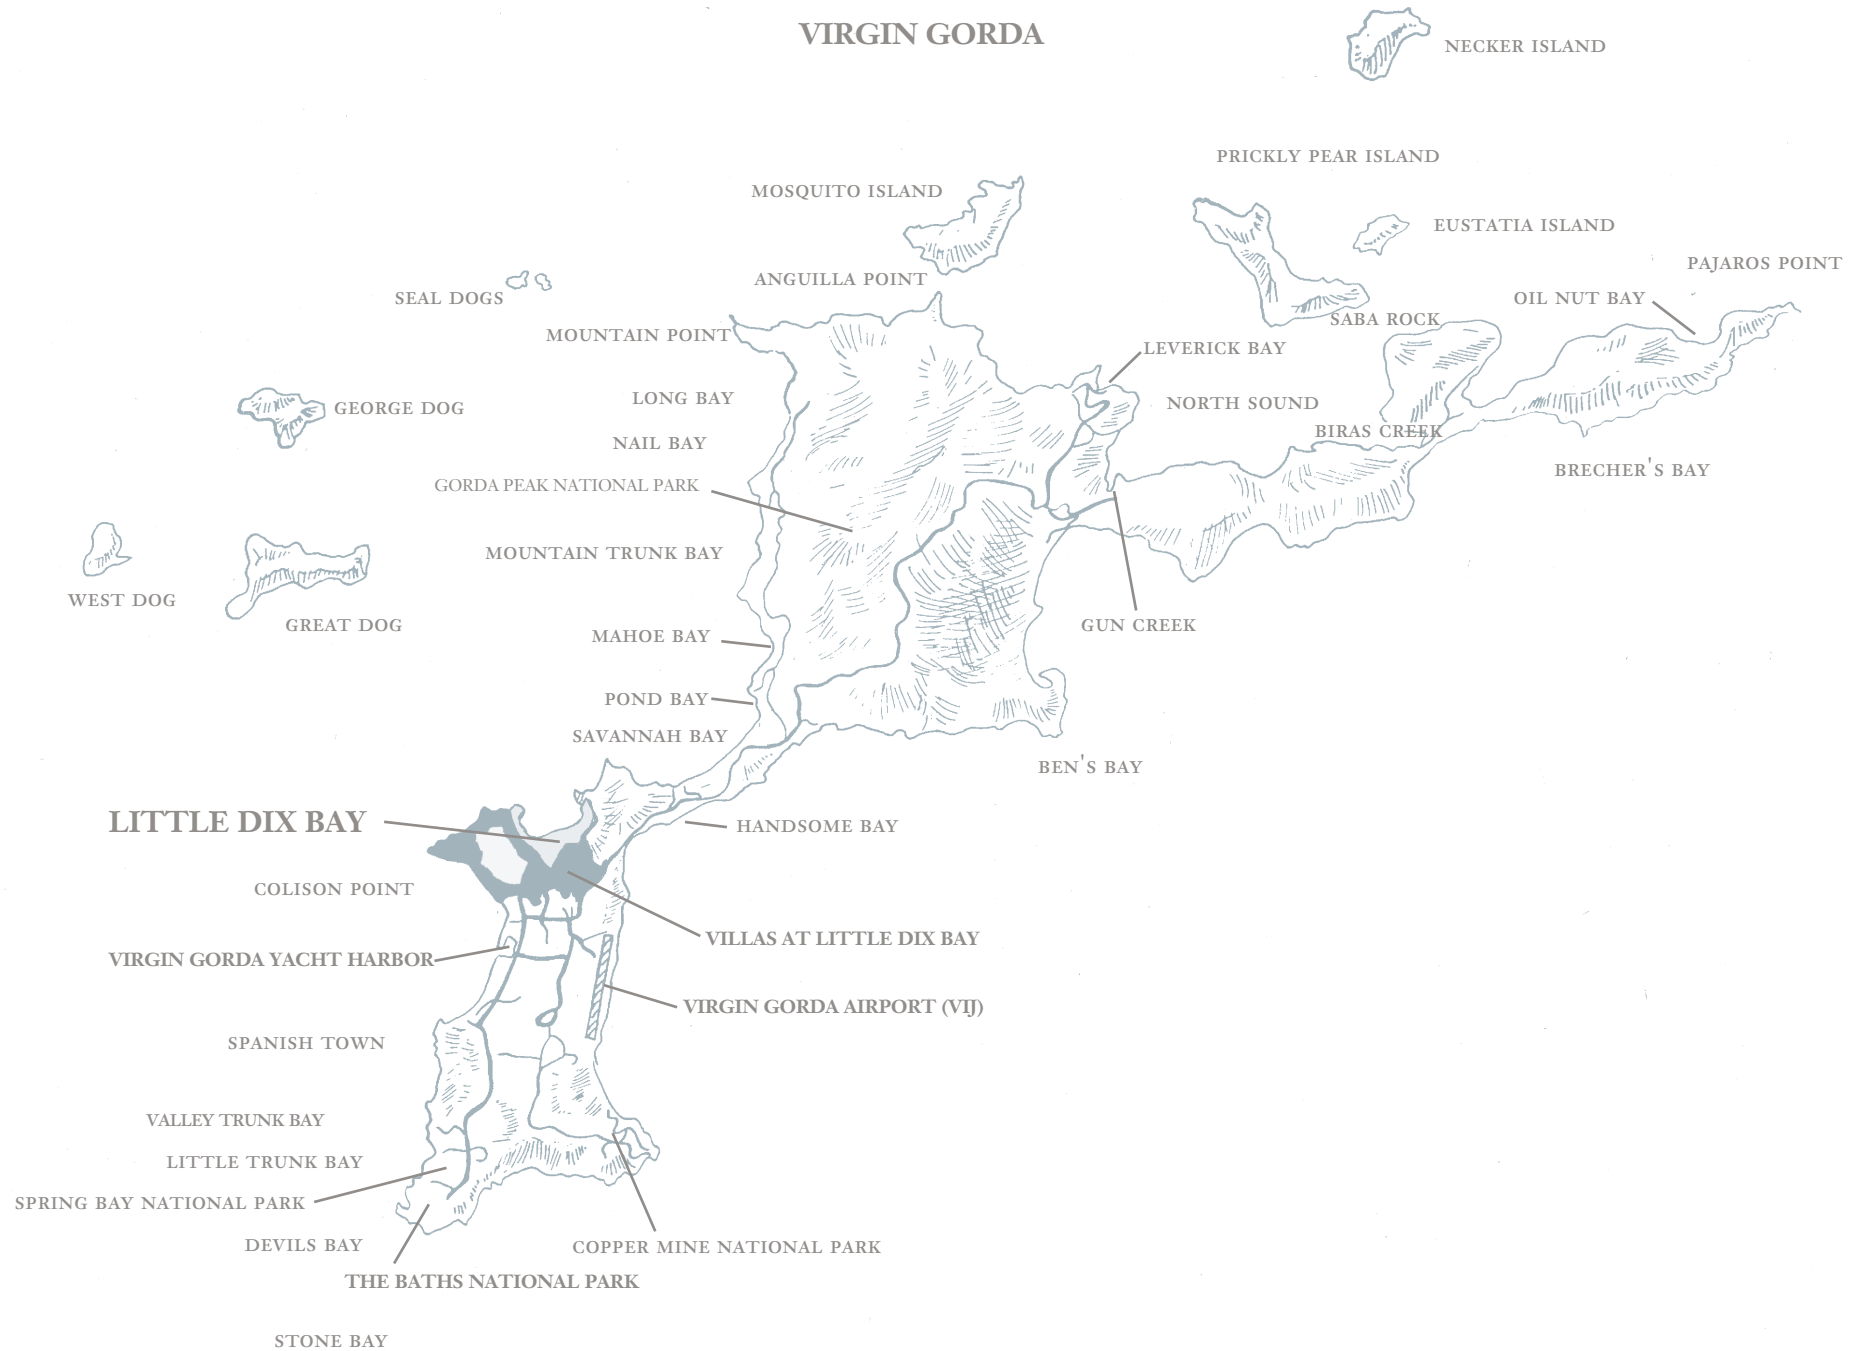 VIRGIN GORDA
NECKER ISLAND
PRICKLY PEAR ISLAND
MOSQUITO ISLAND
EUSTATIA ISLAND
PAJAROS POINT
ANGUILLA POINT
SEAL DOGS
OIL NUT BAY
SABA ROCK
MOUNTAIN POINT
LEVERICK BAY
LONG BAY
NORTH SOUND
GEORGE DOG
BIRAS CREEK
NAIL BAY
BRECHER'S BAY
GORDA PEAK NATIONAL PARK
MOUNTAIN TRUNK BAY
WEST DOG
GREAT DOG
GUN CREEK
MAHOE BAY
POND BAY
SAVANNAH BAY
BEN'S BAY
LITTLE DIX BAY
HANDSOME BAY
COLISON POINT
VILLAS AT LITTLE DIX BAY
VIRGIN GORDA YACHT HARBOR
VIRGIN GORDA AIRPORT (VIJ)
SPANISH TOWN
VALLEY TRUNK BAY
LITTLE TRUNK BAY
SPRING BAY NATIONAL PARK
DEVILS BAY
COPPER MINE NATIONAL PARK
THE BATHS NATIONAL PARK
STONE BAY